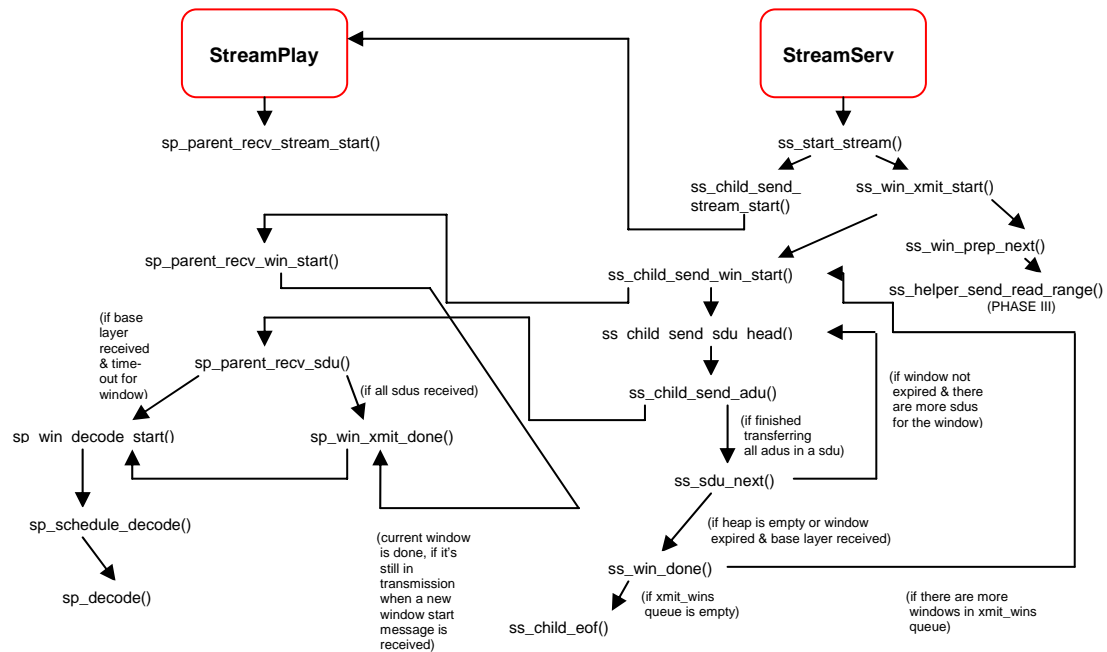 StreamPlay
StreamServ
sp_parent_recv_stream_start()
ss_start_stream()
ss_child_send_
stream_start()
ss_win_xmit_start()
ss_win_prep_next()
sp_parent_recv_win_start()
ss_child_send_win_start()
ss_helper_send_read_range()
(PHASE III)
(if base
layer
received
& time-
out for
window)
ss_child_send_sdu_head()
sp_parent_recv_sdu()
(if all sdus received)
ss_child_send_adu()
(if window not
expired & there
are more sdus
for the window)
sp_win_decode_start()
sp_win_xmit_done()
(if finished
transferring
all adus in a sdu)
ss_sdu_next()
sp_schedule_decode()
(current window
is done, if it's
still in
transmission
when a new
window start
message is
received)
(if heap is empty or window
expired & base layer received)
ss_win_done()
sp_decode()
(if xmit_wins
queue is empty)
(if there are more
windows in xmit_wins
queue)
ss_child_eof()